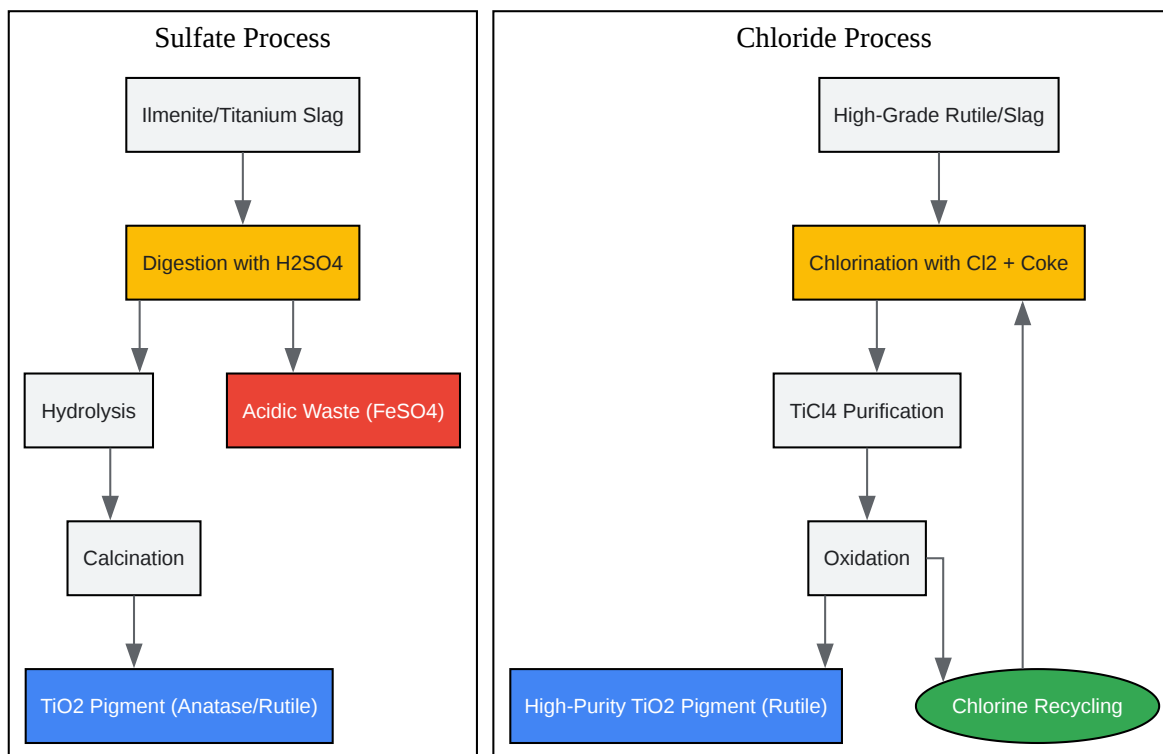 Sulfate Process
Ilmenite/Titanium Slag
Digestion with H2SO4
Hydrolysis
Acidic Waste (FeSO4)
Calcination
TiO2 Pigment (Anatase/Rutile)
Chloride Process
High-Grade Rutile/Slag
Chlorination with Cl2 + Coke
TiCl4 Purification
Oxidation
High-Purity TiO2 Pigment (Rutile)
Chlorine Recycling